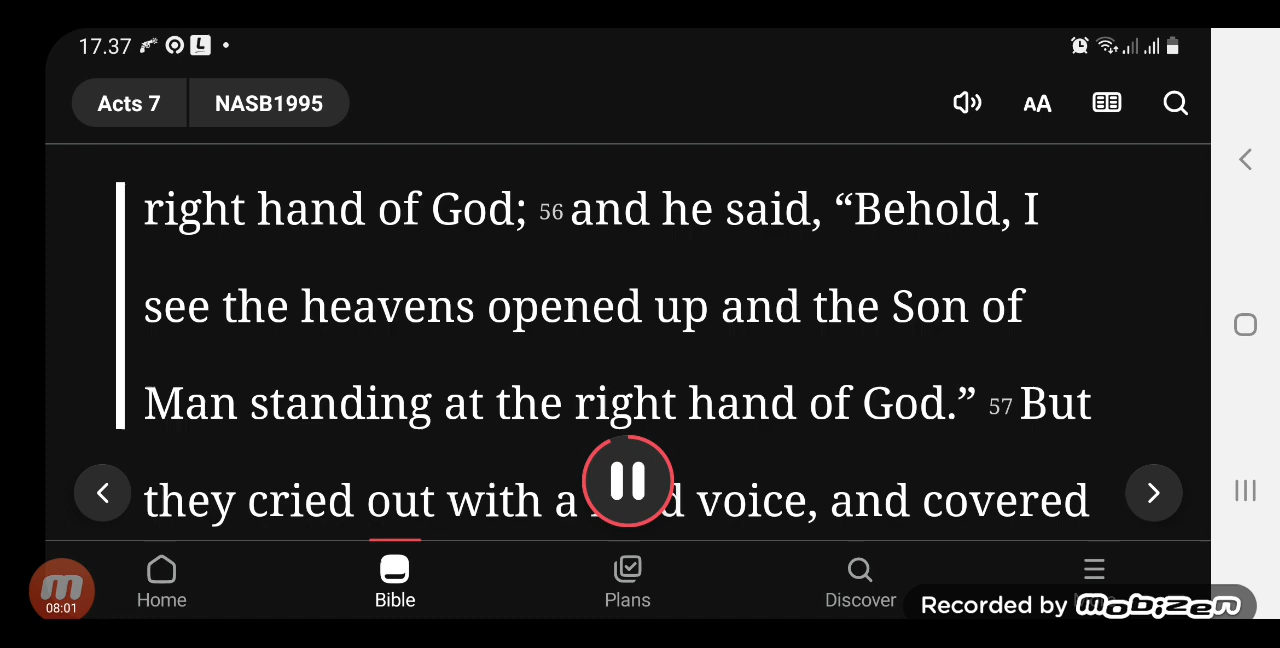 17.37 L
Acts 7 NASB1995 AA
right hand of God; 56 and he said, “Behold, I
see the heavens opened up and the Son of
Man standing at the right hand of God.” 57 But
they cried out with a voice, and covered
Home Bible Plans Discover
08:01
Recorded by MOBIZEN